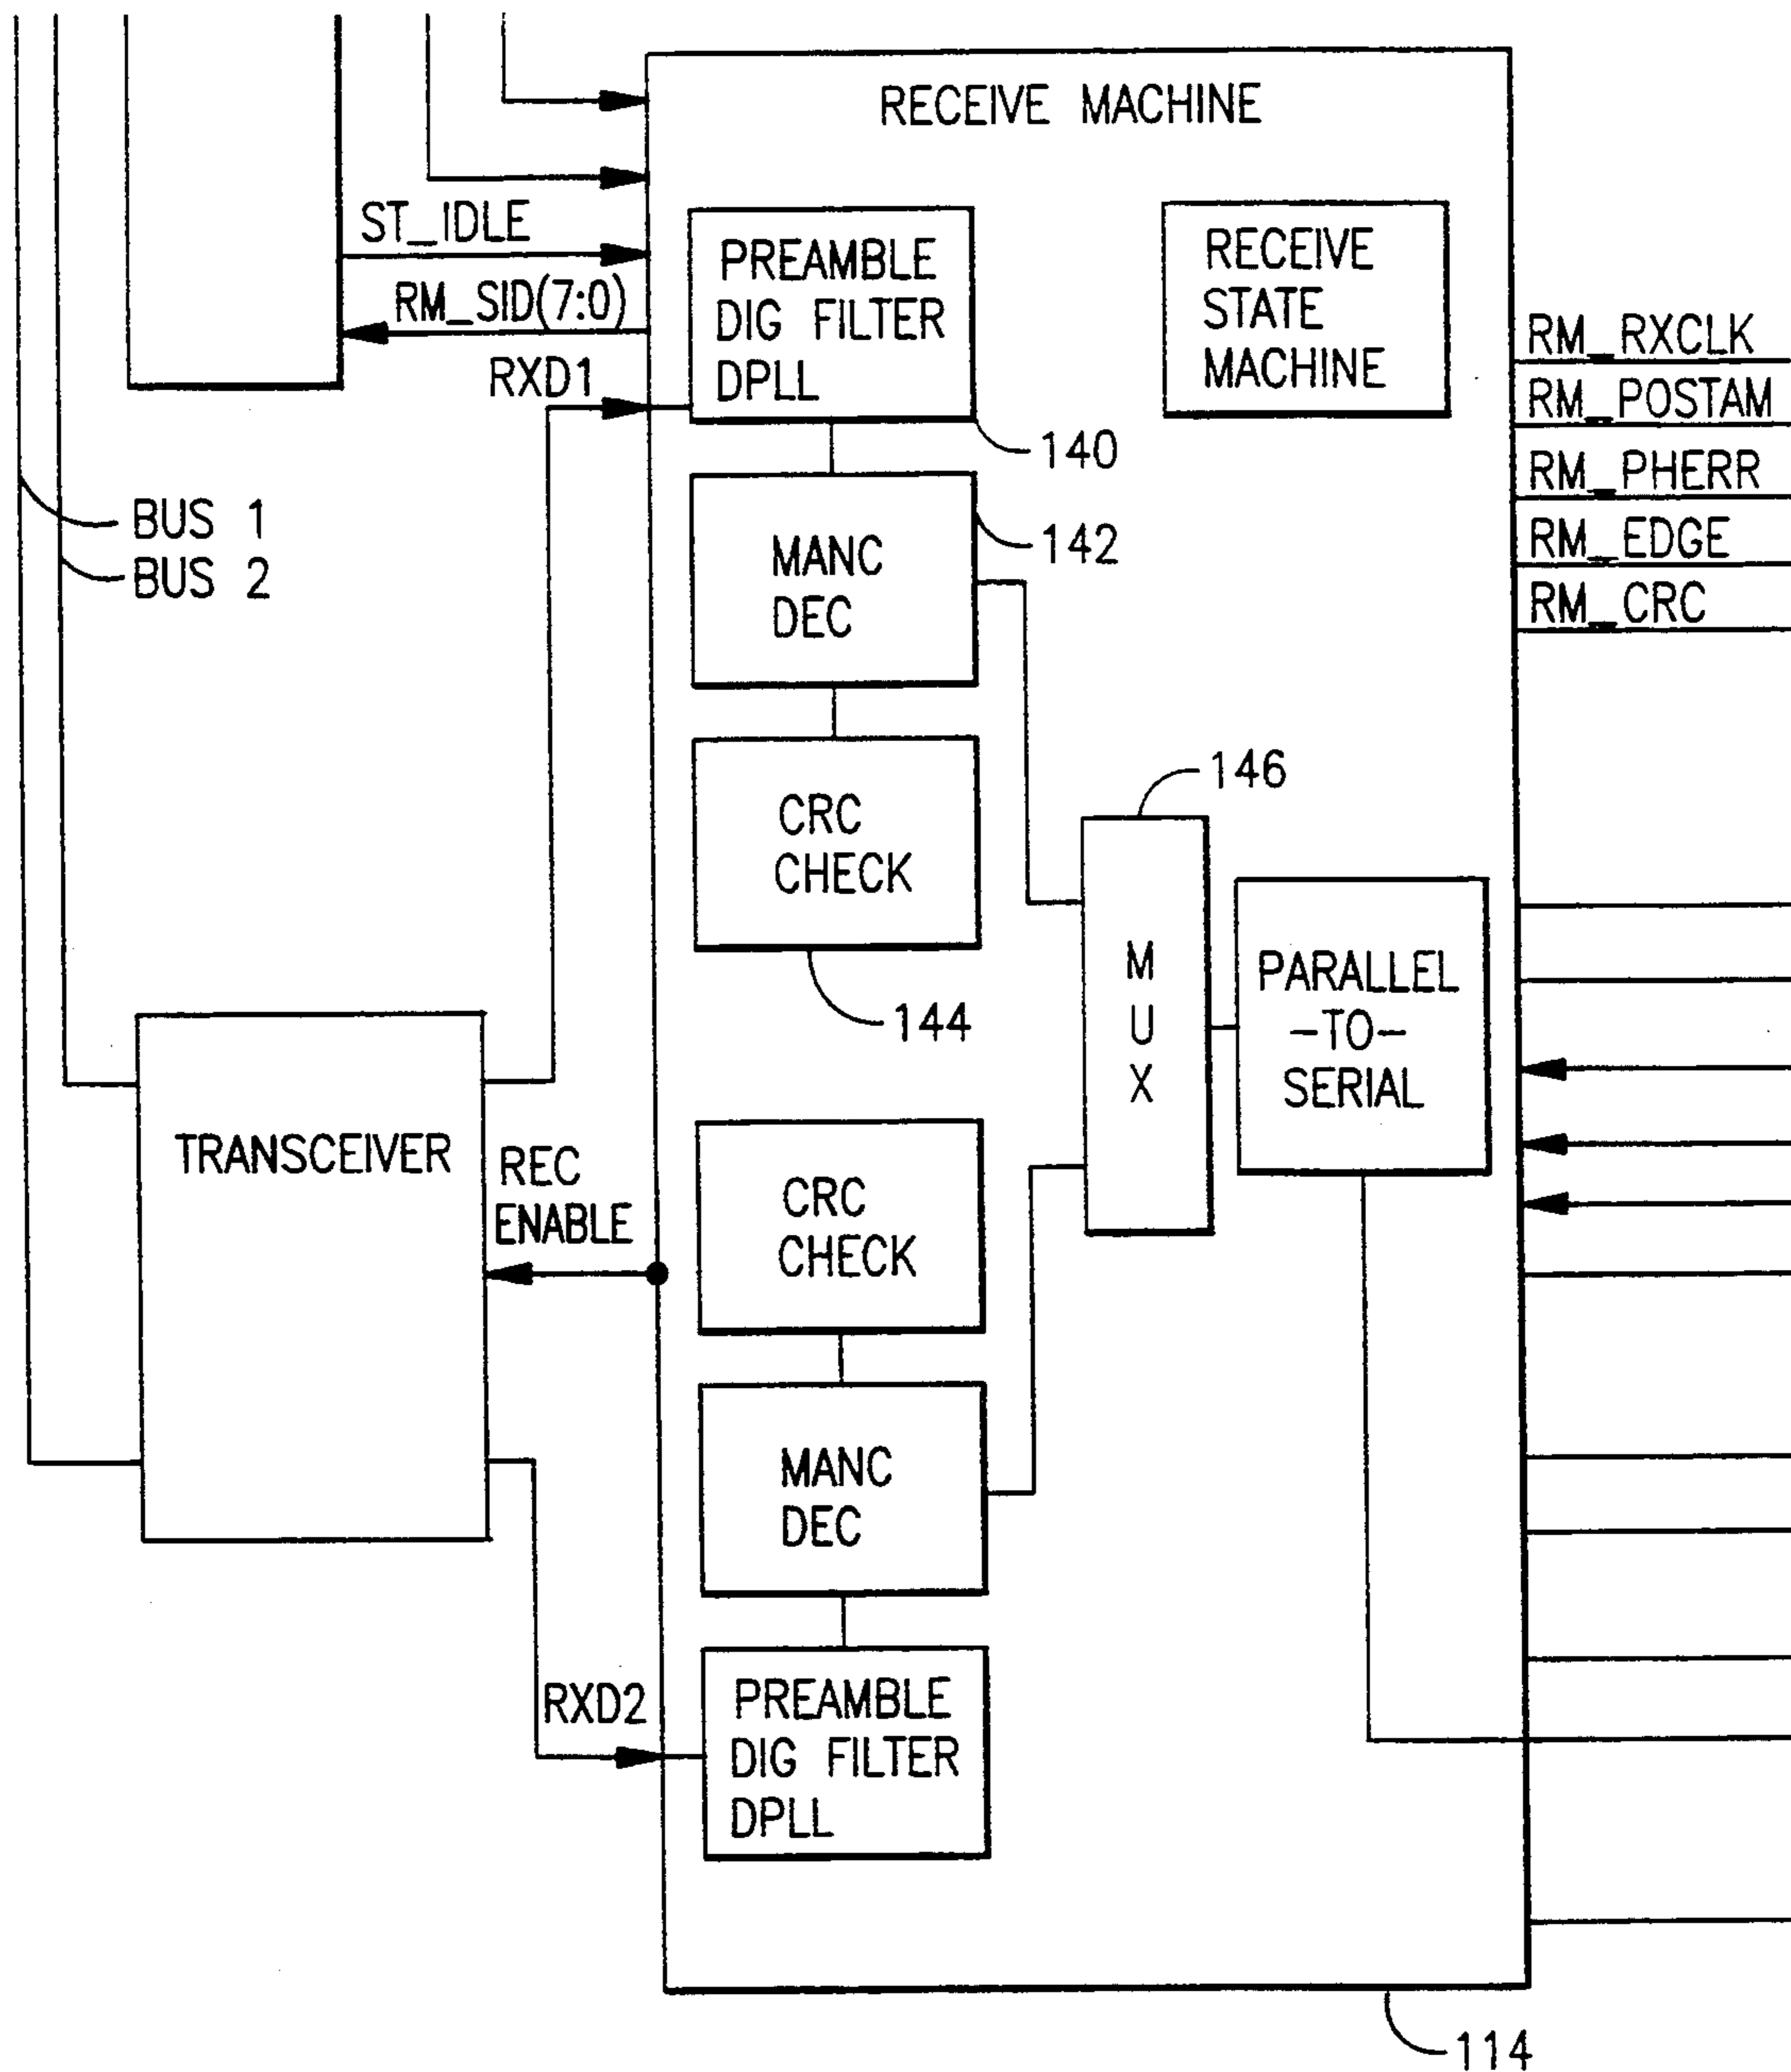 RECEIVE MACHINE
ST_IDLE
RM_SID(7:0)
RXD1
PREAMBLE
DIG FILTER
DPLL
RECEIVE
STATE
MACHINE
RM_RXCLK
RM_POSTAM
RM_PHERR
RM_EDGE
RM_CRC
140
BUS 1
BUS 2
MANC
DEC
142
CRC
CHECK
144
146
M
U
X
PARALLEL
-TO-
SERIAL
TRANSCEIVER
REC
ENABLE
CRC
CHECK
MANC
DEC
RXD2
PREAMBLE
DIG FILTER
DPLL
114